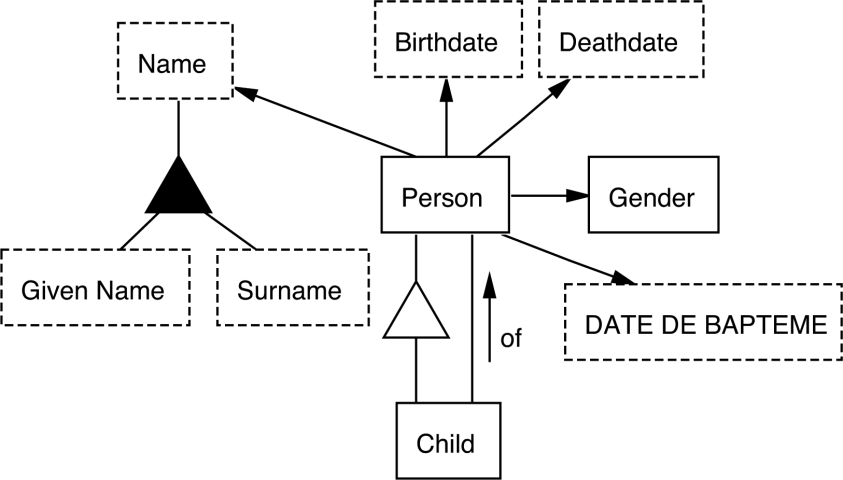 Name
Birthdate
Deathdate
Person
Gender
Given Name
Surname
of
DATE DE BAPTEME
Child